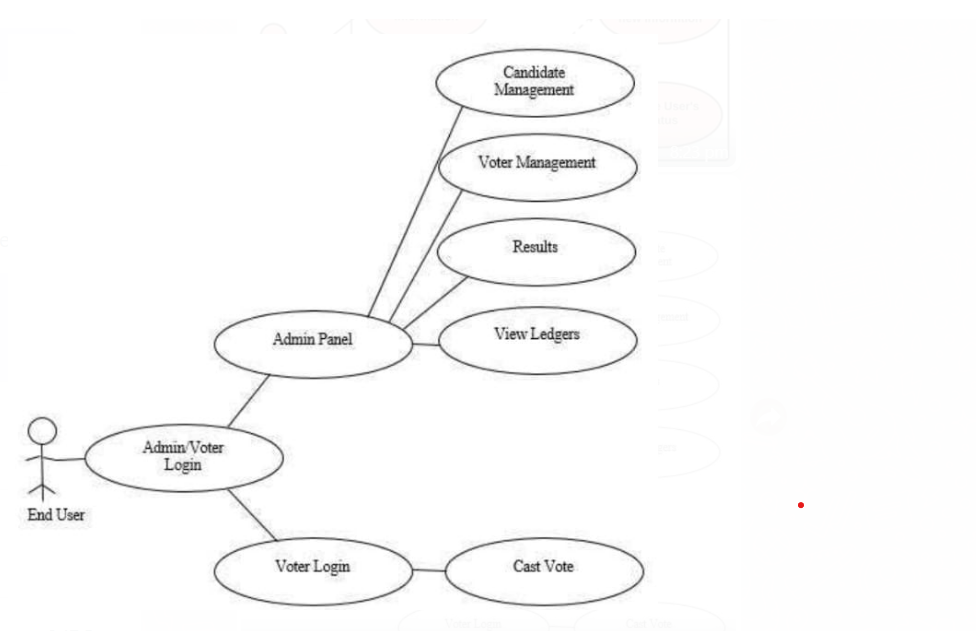 Candidate
Management
Voter Management
Results
View Ledgers
Admin Panel
Admin/Voter
Login
End User
Voter Login
Cast Vote